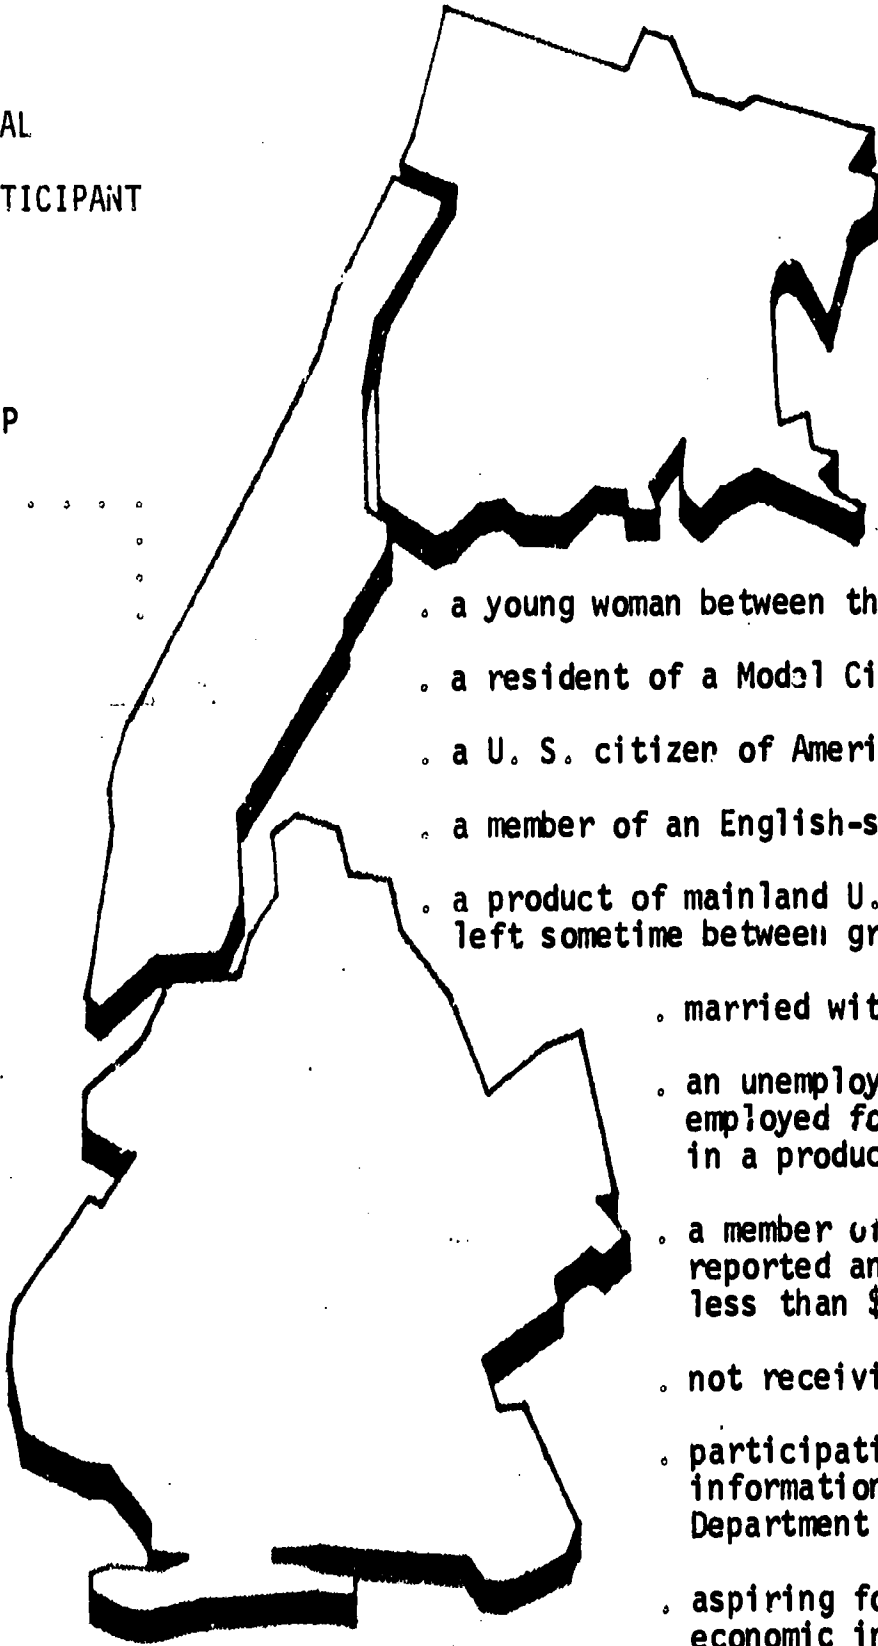 AL
TICIPANT
P
. a young woman between th
. a resident of a Model Ci
. a U. S. citizen of Ameri
. a member of an English-s
. a product of mainland U.
left sometime between gr
. married wit
. an unemploy
employed fo
in a produc
. a member of
reported an
less than $
. not receivi
. participati
information
Department
. aspiring fo
economic in